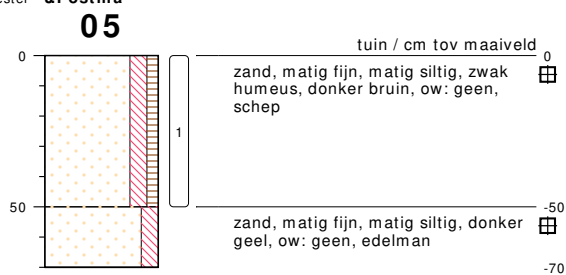 05
tuin / cm tov maaiveld
0
0
zand, matig fijn, matig siltig, zwak
humeus, donker bruin, ow: geen,
schep
1
50
-50
zand, matig fijn, matig siltig, donker
geel, ow: geen, edelman
-70